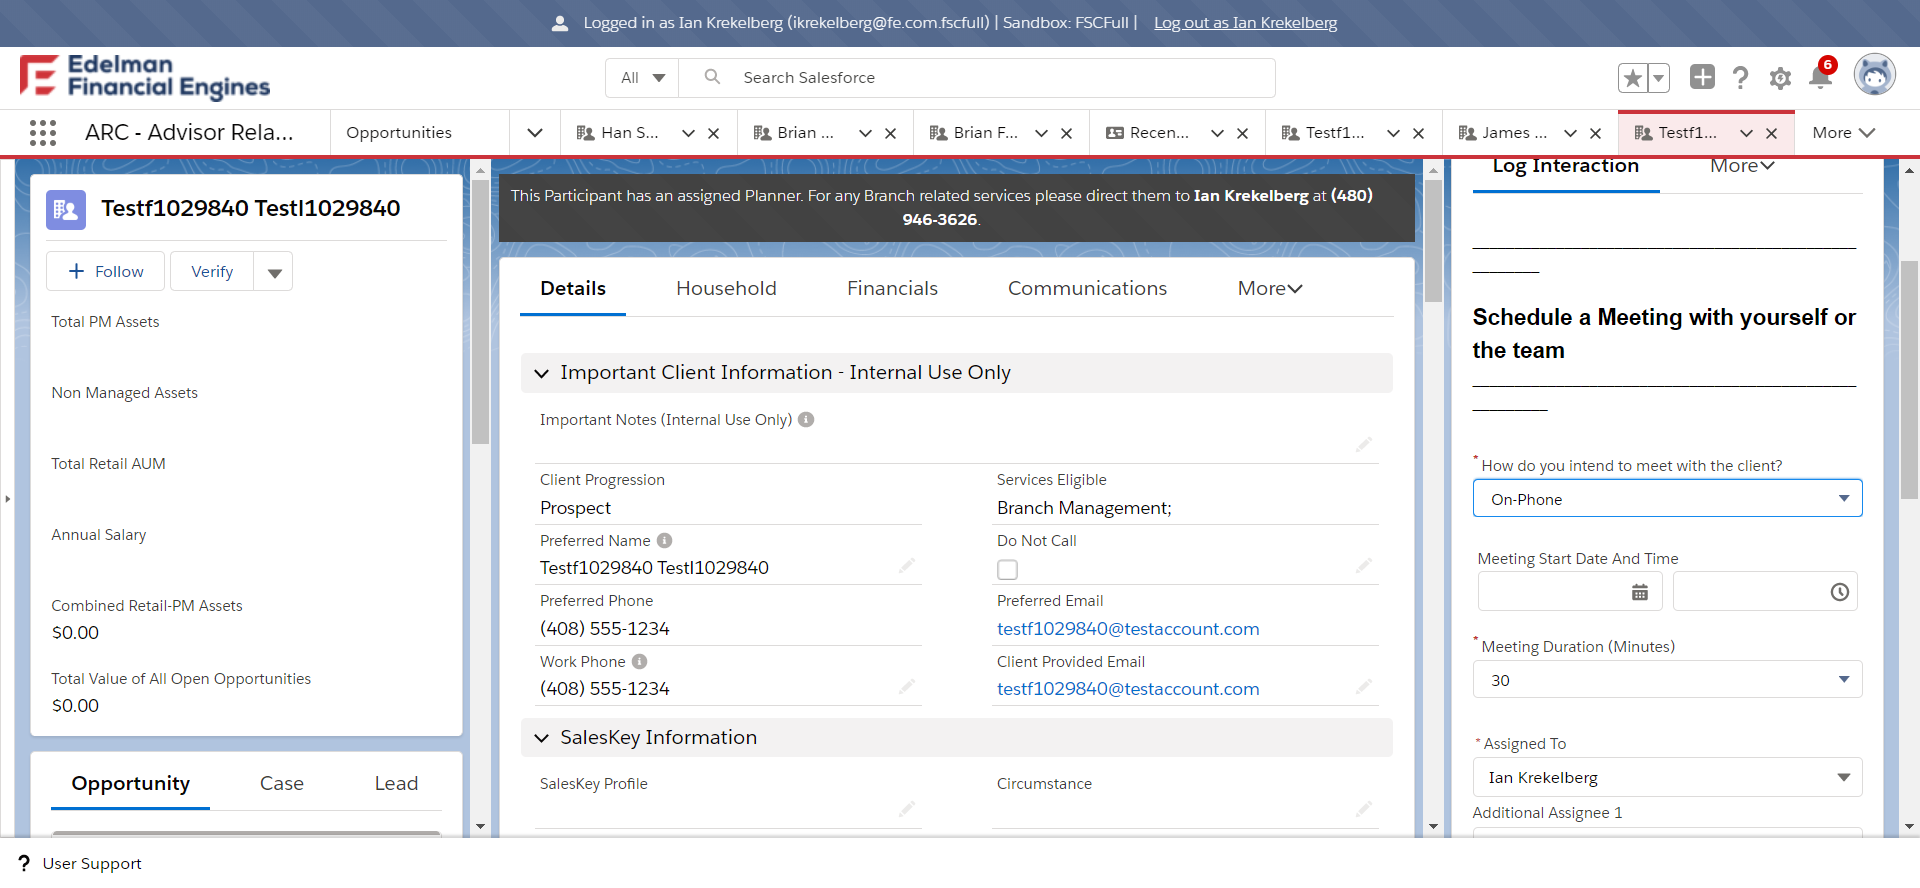 Logged in as Ian Krekelberg (ikrekelberg@fe.com.fscfull) | Sandbox: FSCFull | Log out as Ian Krekelberg
Edelman
Financial Engines
All
Search Salesforce
6
ARC - Advisor Rela...
Opportunities
Han S...
Brian ...
Brian F...
Recen...
Testf1...
James ...
Testf1...
More
Testf1029840 Testl1029840
Follow
Verify
Total PM Assets
Non Managed Assets
Total Retail AUM
Annual Salary
Combined Retail-PM Assets
$0.00
Total Value of All Open Opportunities
$0.00
Opportunity
Case
Lead
This Participant has an assigned Planner. For any Branch related services please direct them to Ian Krekelberg at (480)
946-3626.
Details
Household
Financials
Communications
More
Important Client Information - Internal Use Only
Important Notes (Internal Use Only)
Client Progression
Prospect
Services Eligible
Branch Management;
Preferred Name
Testf1029840 Testl1029840
Do Not Call
Preferred Phone
(408) 555-1234
Preferred Email
testf1029840@testaccount.com
Work Phone
(408) 555-1234
Client Provided Email
testf1029840@testaccount.com
SalesKey Information
SalesKey Profile
Circumstance
Log Interaction
More
Schedule a Meeting with yourself or
the team
* How do you intend to meet with the client?
On-Phone
Meeting Start Date And Time
* Meeting Duration (Minutes)
30
* Assigned To
Ian Krekelberg
Additional Assignee 1
? User Support